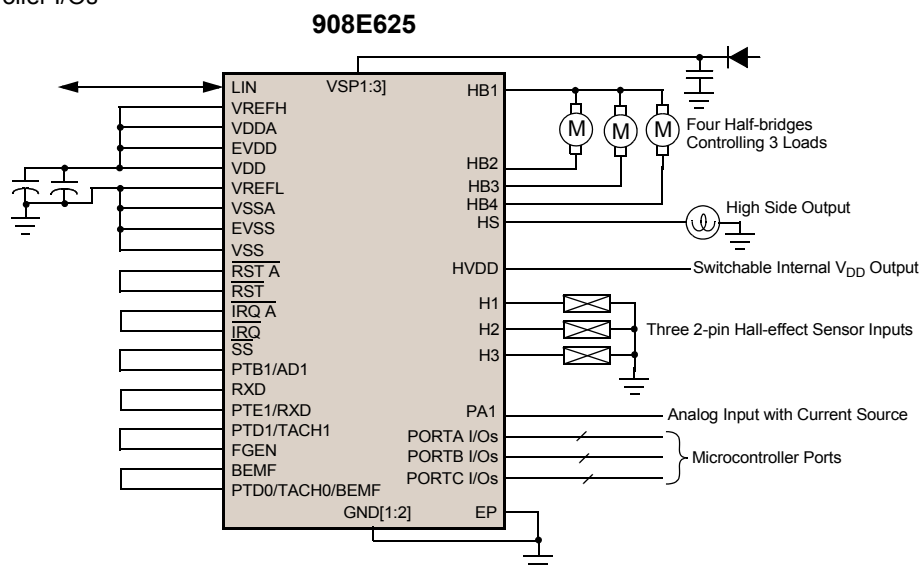 908E625
LIN
VREFH
VDDA
EVDD
VDD
VREFL
VSSA
EVSS
VSS
RST A
RST
IRQ A
IRQ
SS
PTB1/AD1
RXD
PTE1/RXD
PTD1/TACH1
FGEN
BEMF
PTD0/TACH0/BEMF
VSP1:3]
GND[1:2]
HB1
HB2
HB3
HB4
HS
HVDD
H1
H2
H3
PA1
PORTA I/Os
PORTB I/Os
PORTC I/Os
EP
M
M
M
Four Half-bridges
Controlling 3 Loads
High Side Output
Switchable Internal VDD Output
Three 2-pin Hall-effect Sensor Inputs
Analog Input with Current Source
Microcontroller Ports